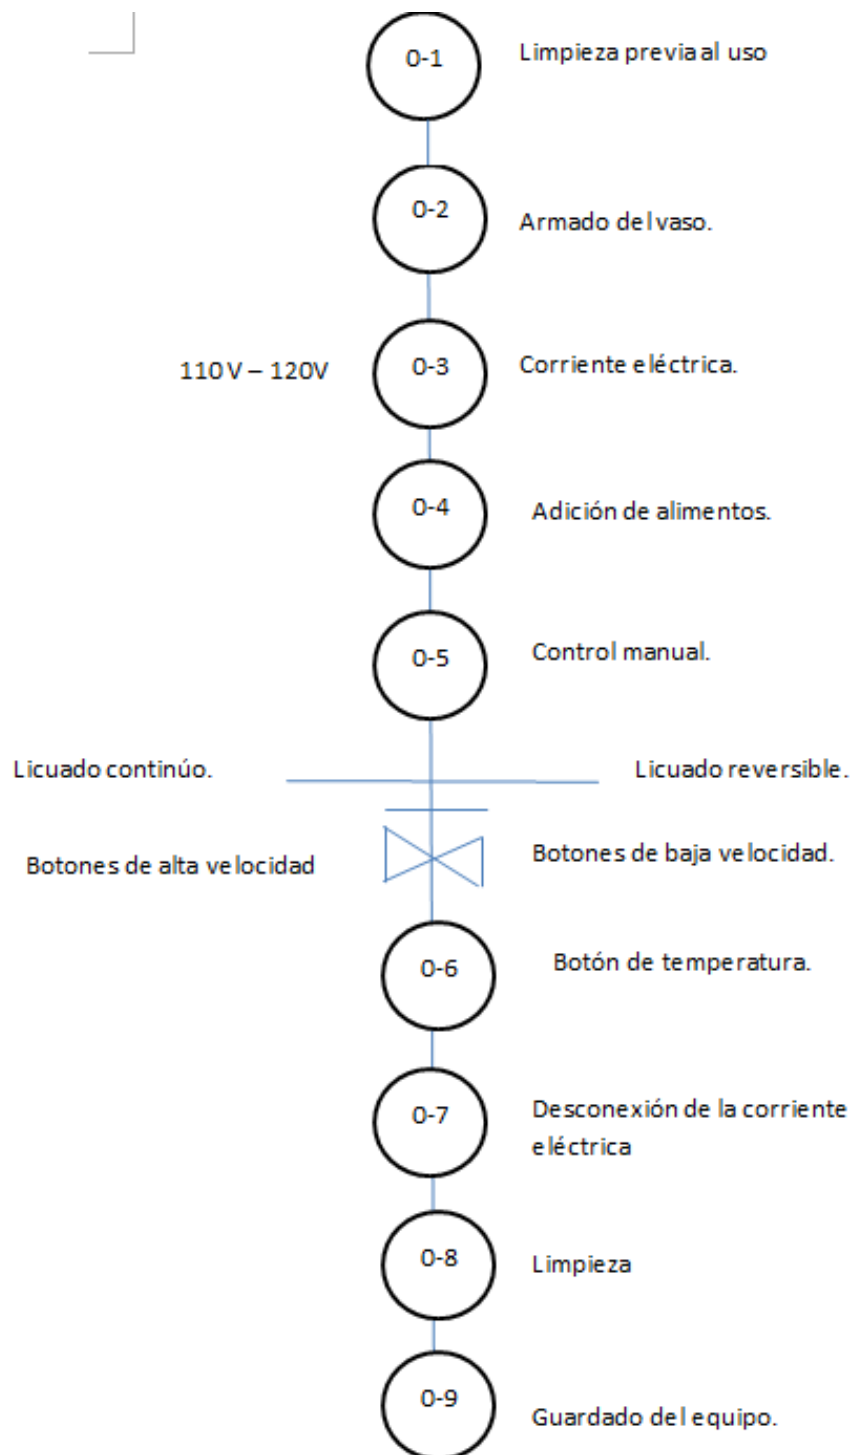 0-1
Limpieza previa al uso
0-2
Armado del vaso.
110 V – 120V
0-3
Corriente eléctrica.
0-4
Adición de alimentos.
0-5
Control manual.
Licuado continúo.
Licuado reversible.
Botones de alta velocidad
Botones de baja velocidad.
0-6
Botón de temperatura.
0-7
Desconexión de la corriente
eléctrica
0-8
Limpieza
0-9
Guardado del equipo.